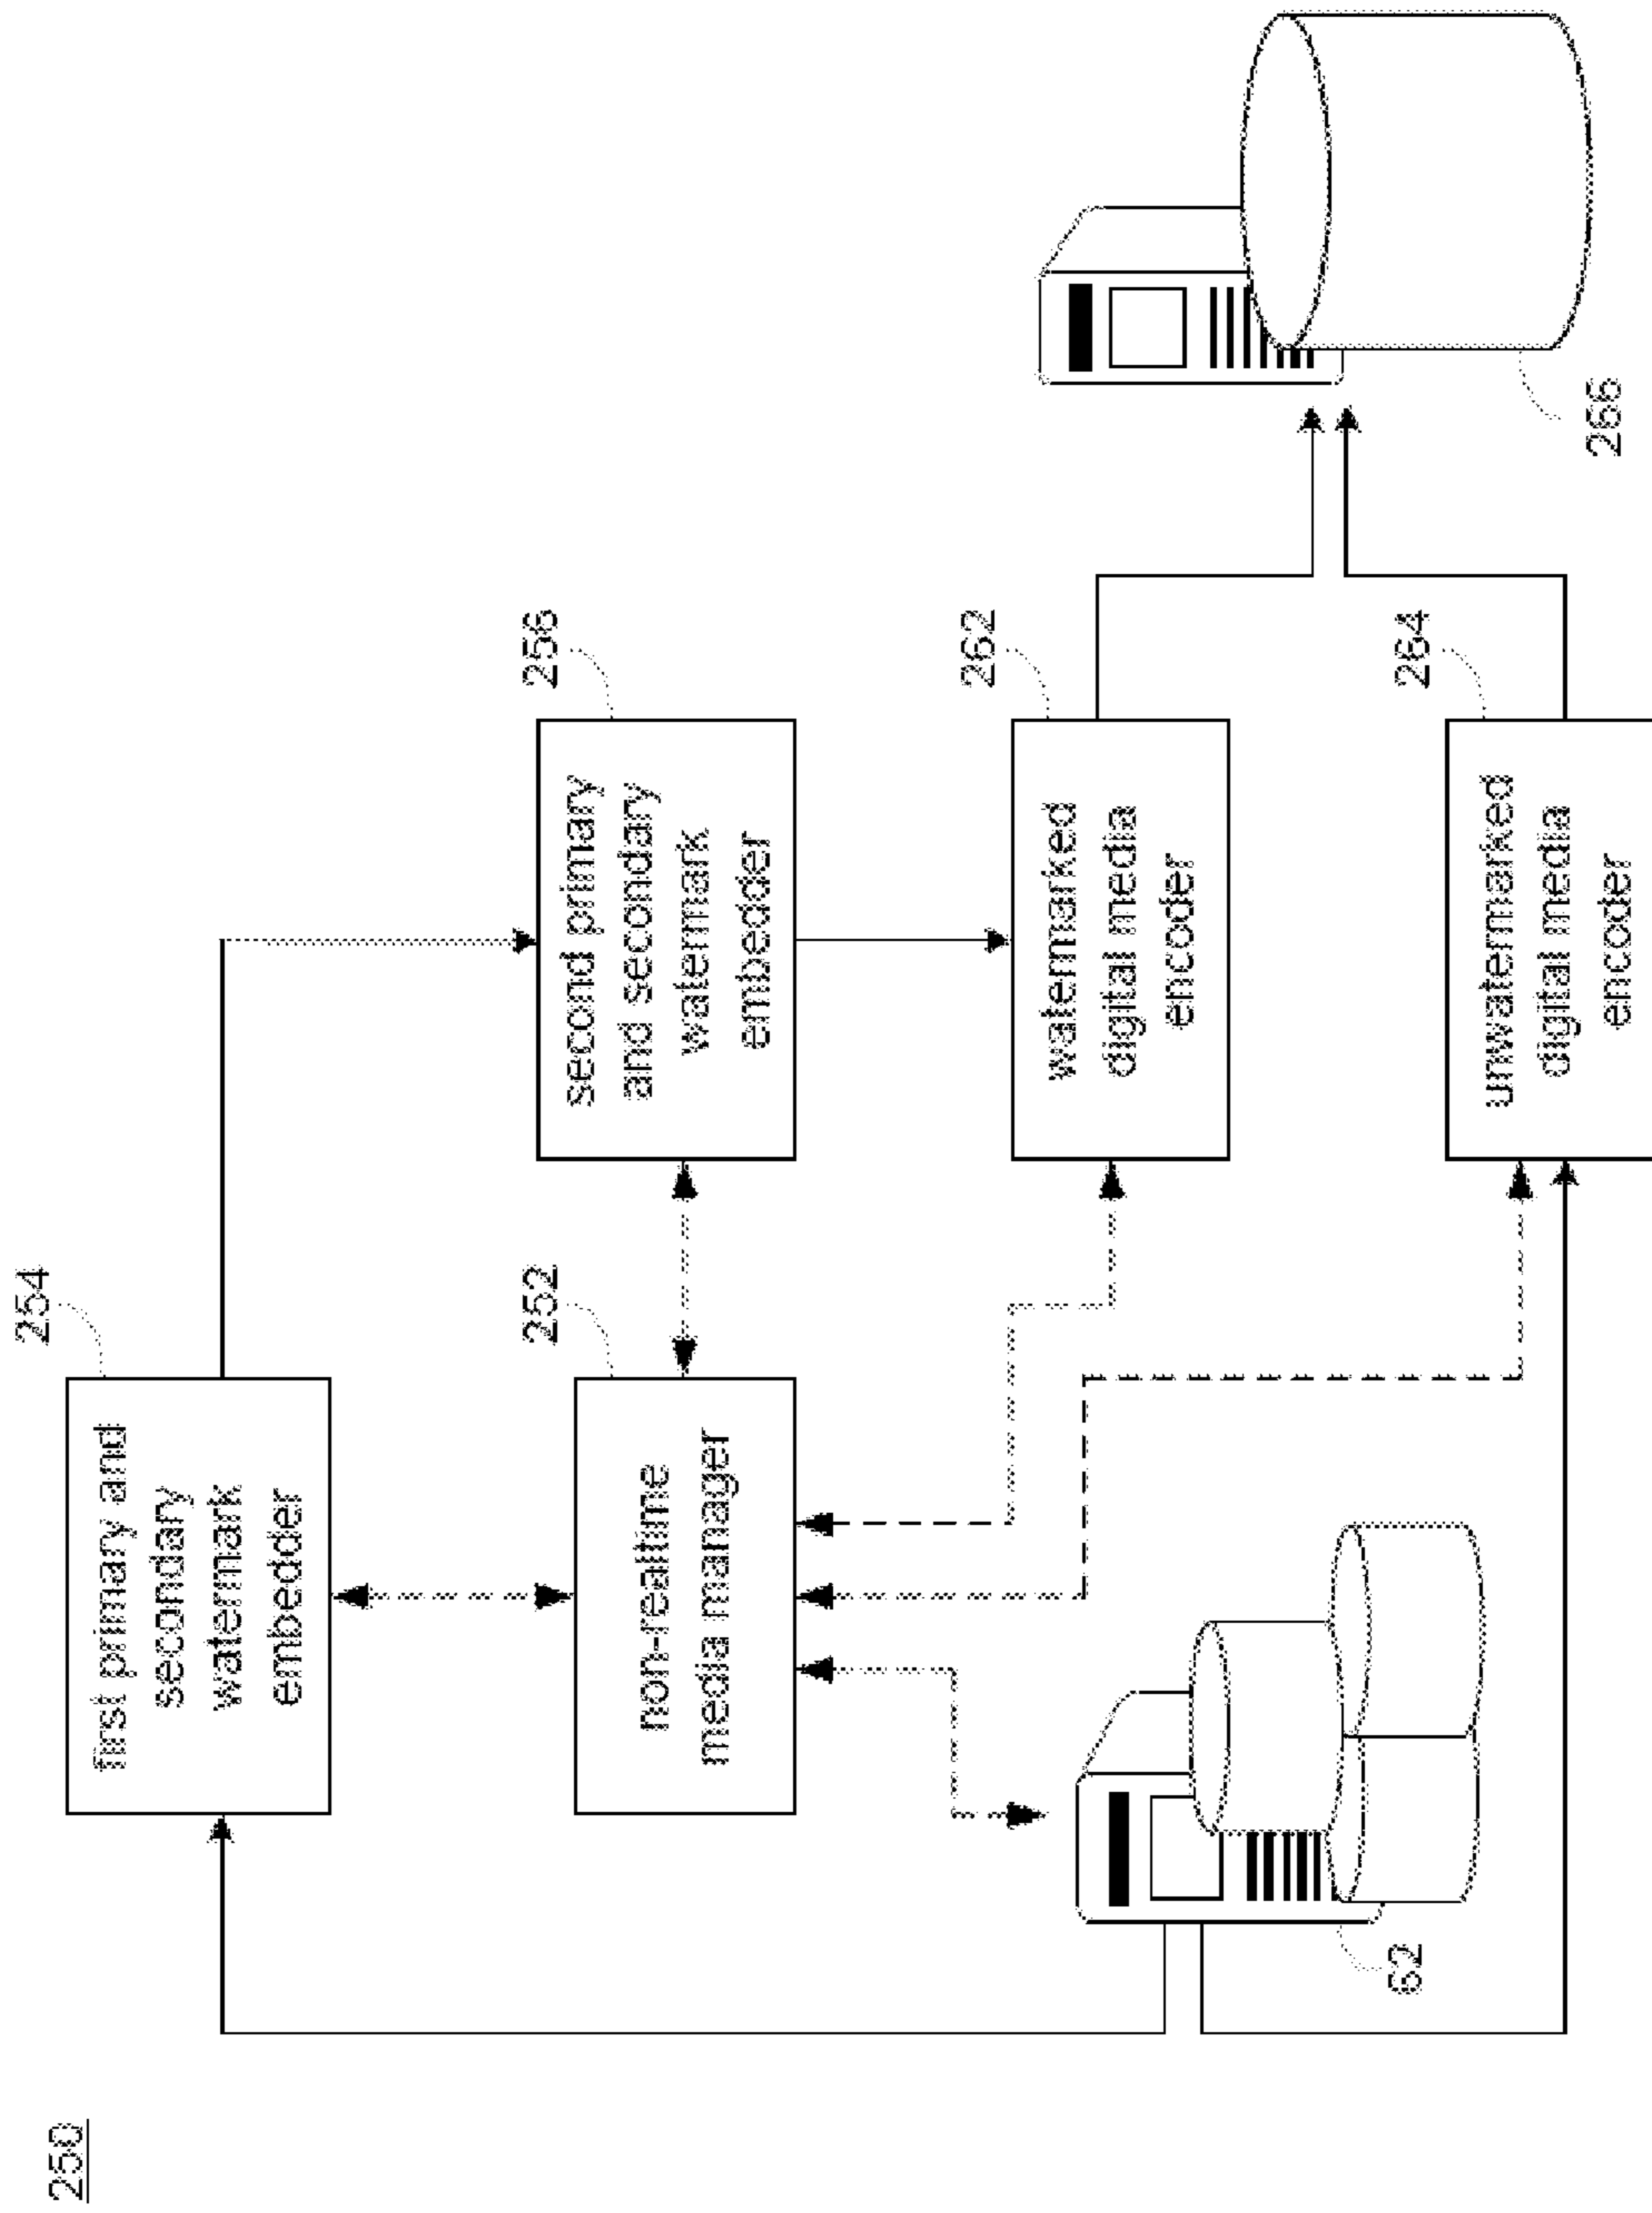 250
254
first primary and
secondary
watermark
embedder
252
non-realtime
media manager
second primary
and secondary
watermark
embedder
262
watermarked
digital media
encoder
62
264
unwatermarked
digital media
encoder
266